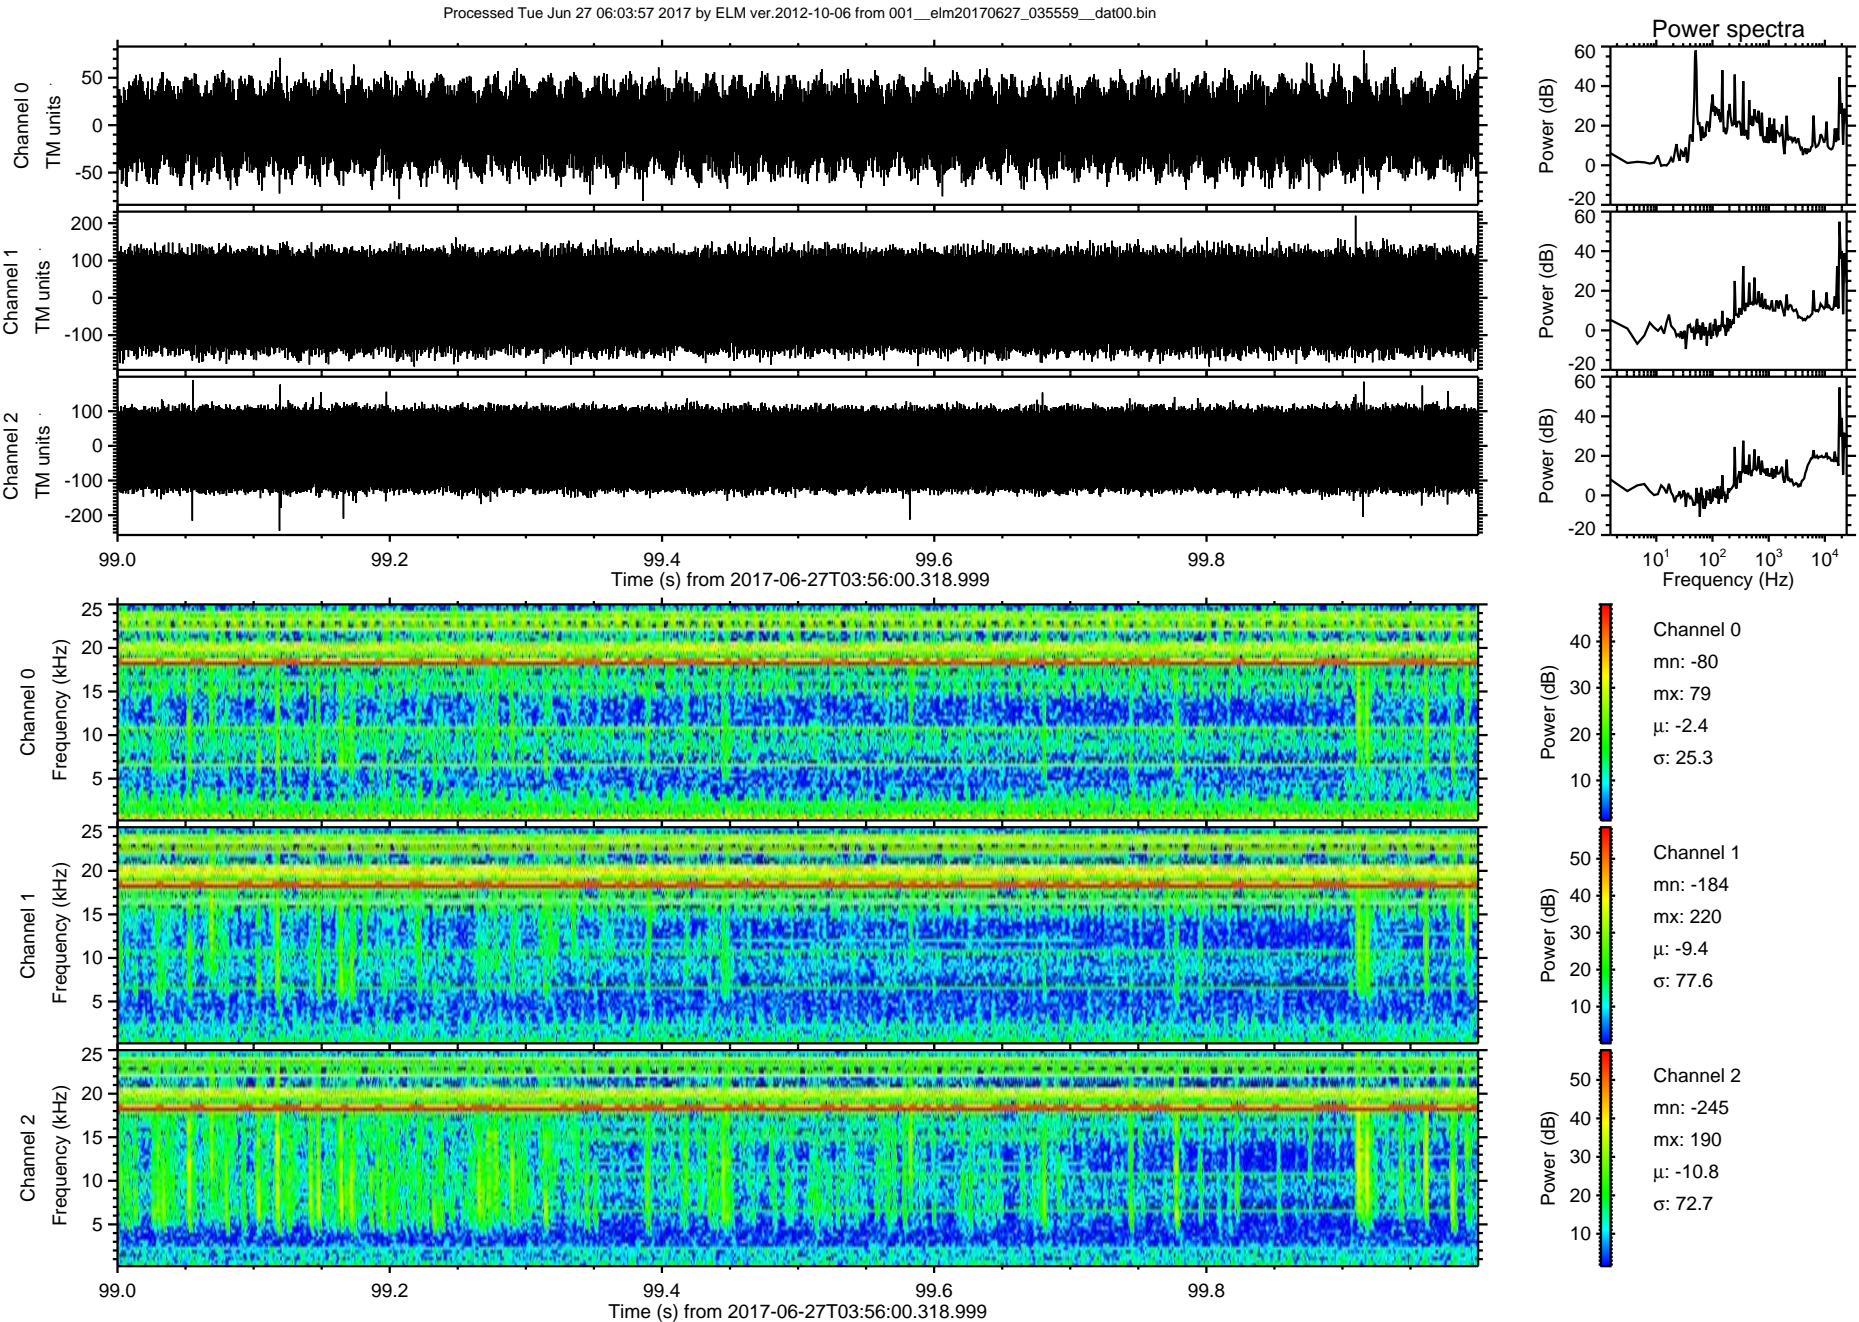 Processed Tue Jun 27 06:03:57 2017 by ELM ver.2012-10-06 from 001__elm20170627_035559__dat00.bin
Power spectra
Channel 0
TM units
50
0
-50
Power (dB)
60
40
20
0
-20
Channel 1
TM units
200
100
0
-100
Power (dB)
60
40
20
0
-20
Channel 2
TM units
100
0
-100
-200
Power (dB)
60
40
20
0
-20
99.0 99.2 99.4 99.6 99.8
Time (s) from 2017-06-27T03:56:00.318.999
10^1 10^2 10^3 10^4
Frequency (Hz)
Channel 0
Frequency (kHz)
25
20
15
10
5
Power (dB)
40
30
20
10
Channel 0
mn: -80
mx: 79
μ: -2.4
σ: 25.3
Channel 1
Frequency (kHz)
25
20
15
10
5
Power (dB)
50
40
30
20
10
Channel 1
mn: -184
mx: 220
μ: -9.4
σ: 77.6
Channel 2
Frequency (kHz)
25
20
15
10
5
Power (dB)
50
40
30
20
10
Channel 2
mn: -245
mx: 190
μ: -10.8
σ: 72.7
99.0 99.2 99.4 99.6 99.8
Time (s) from 2017-06-27T03:56:00.318.999